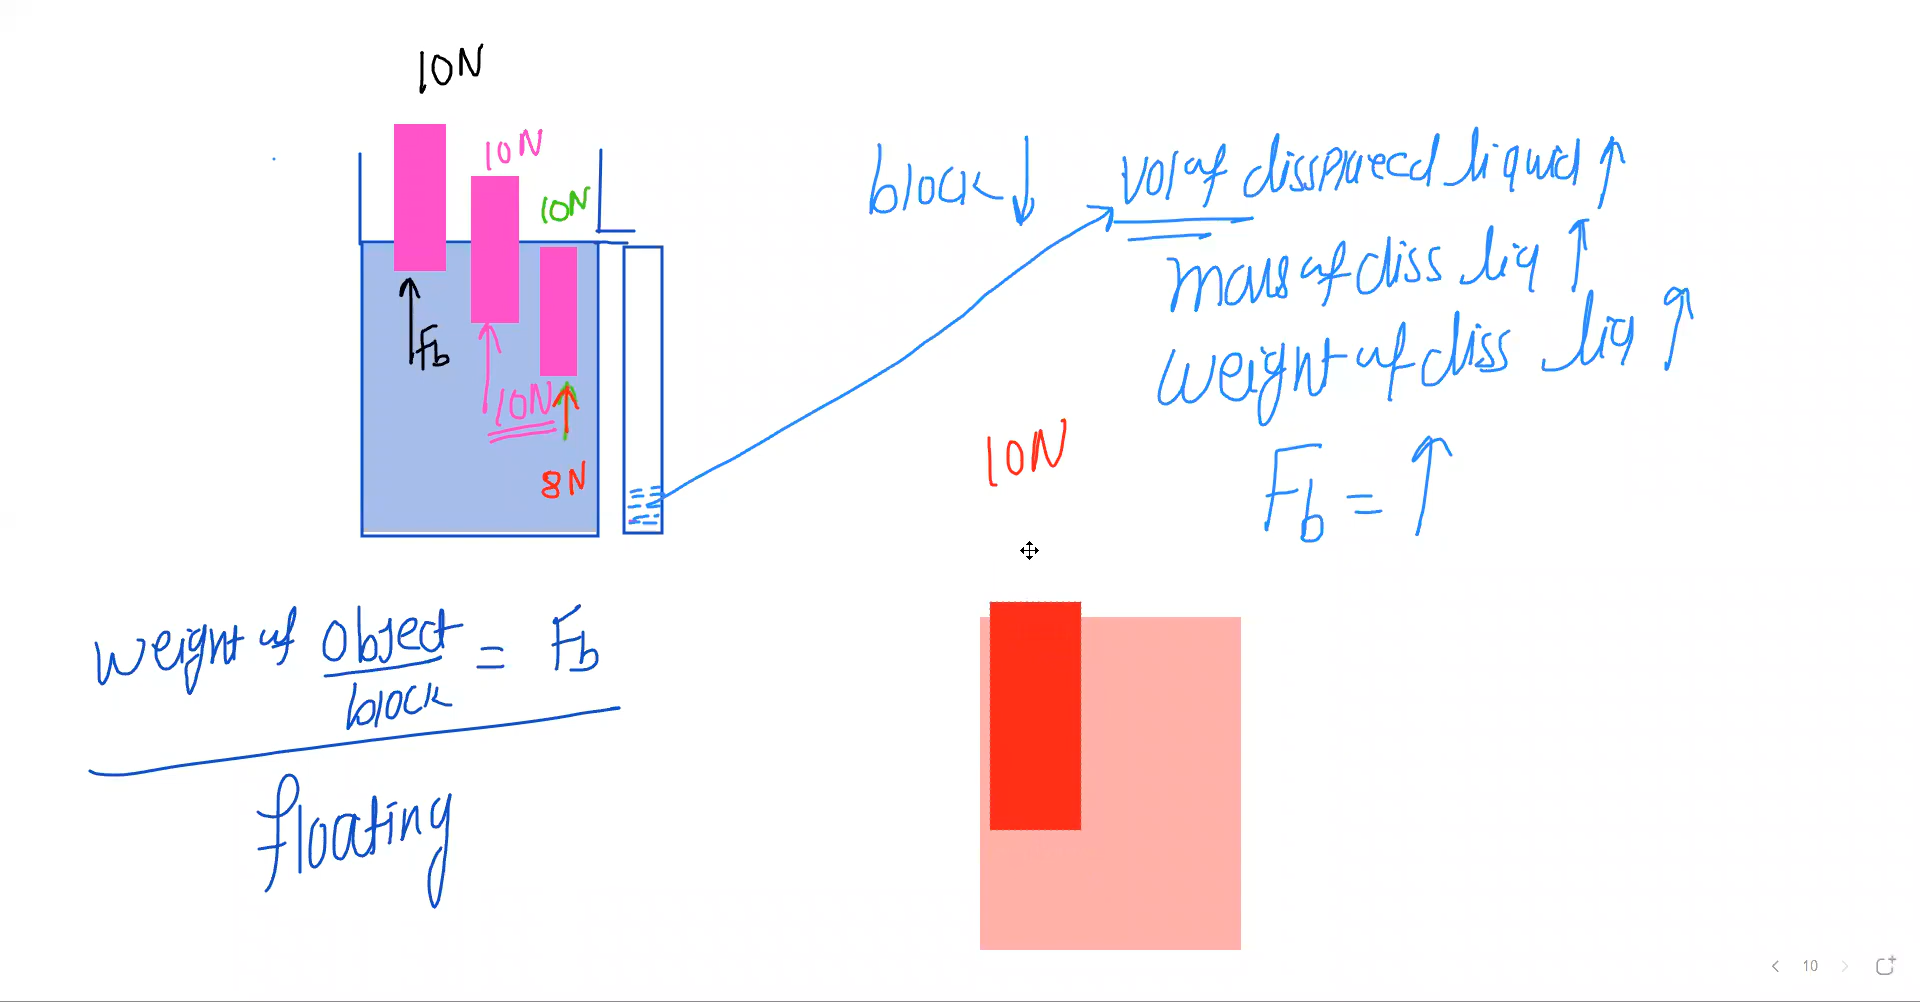 10N
10N
10N
Fb
10N
8N
block ↓ vol of dissplaced liquid ↑
mass of diss liq ↑
weight of diss liq ↑
10N
Fb = ↑
weight of object = Fb
block
floating
10